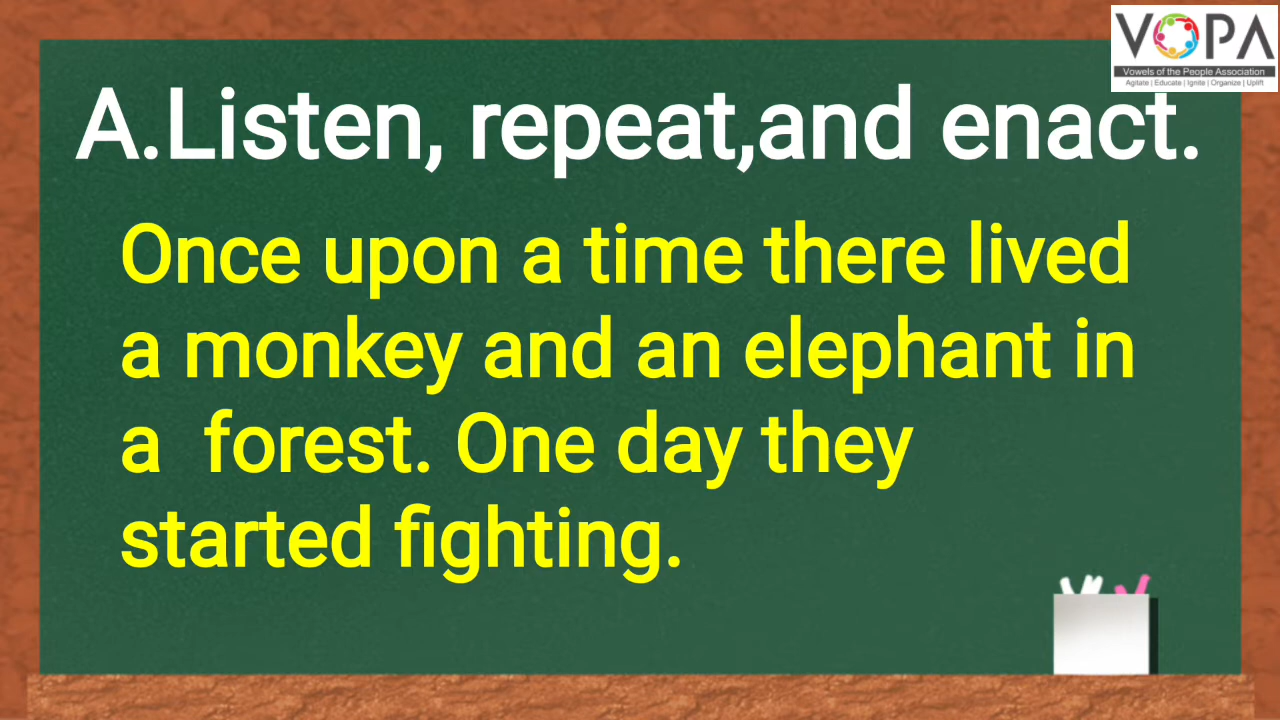 VOPA
Vowels of the People Association
Agitate | Educate | Ignite | Organize | Uplift
A.Listen, repeat,and enact.
Once upon a time there lived
a monkey and an elephant in
a  forest. One day they
started fighting.